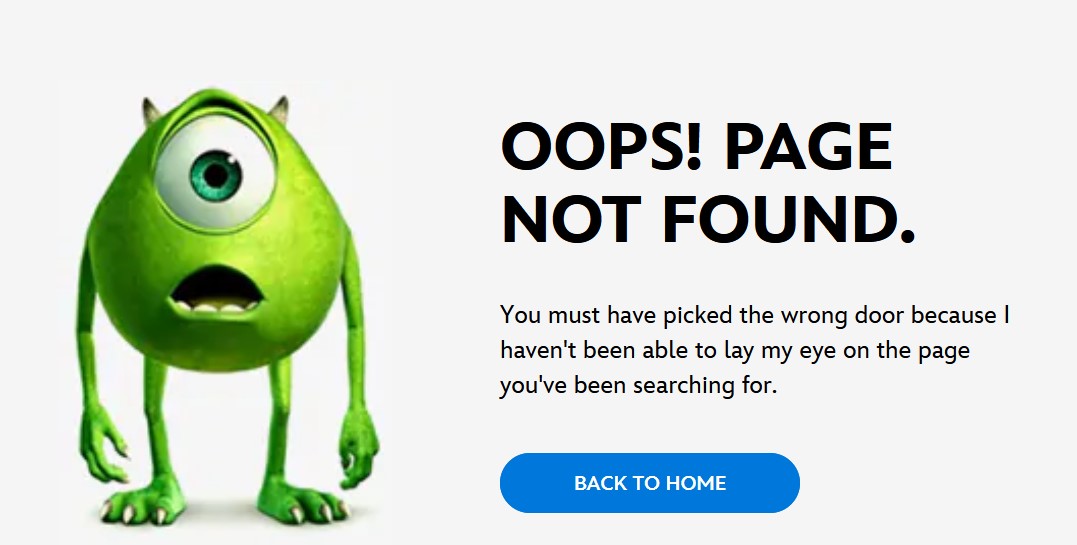 OOPS! PAGE
NOT FOUND.
You must have picked the wrong door because I
haven't been able to lay my eye on the page
you've been searching for.
BACK TO HOME